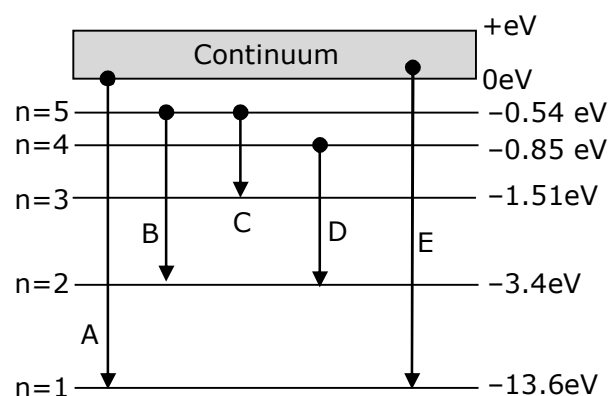 +eV
Continuum
0eV
n=5
−0.54 eV
n=4
−0.85 eV
n=3
−1.51eV
B
C
D
E
n=2
−3.4eV
A
n=1
−13.6eV